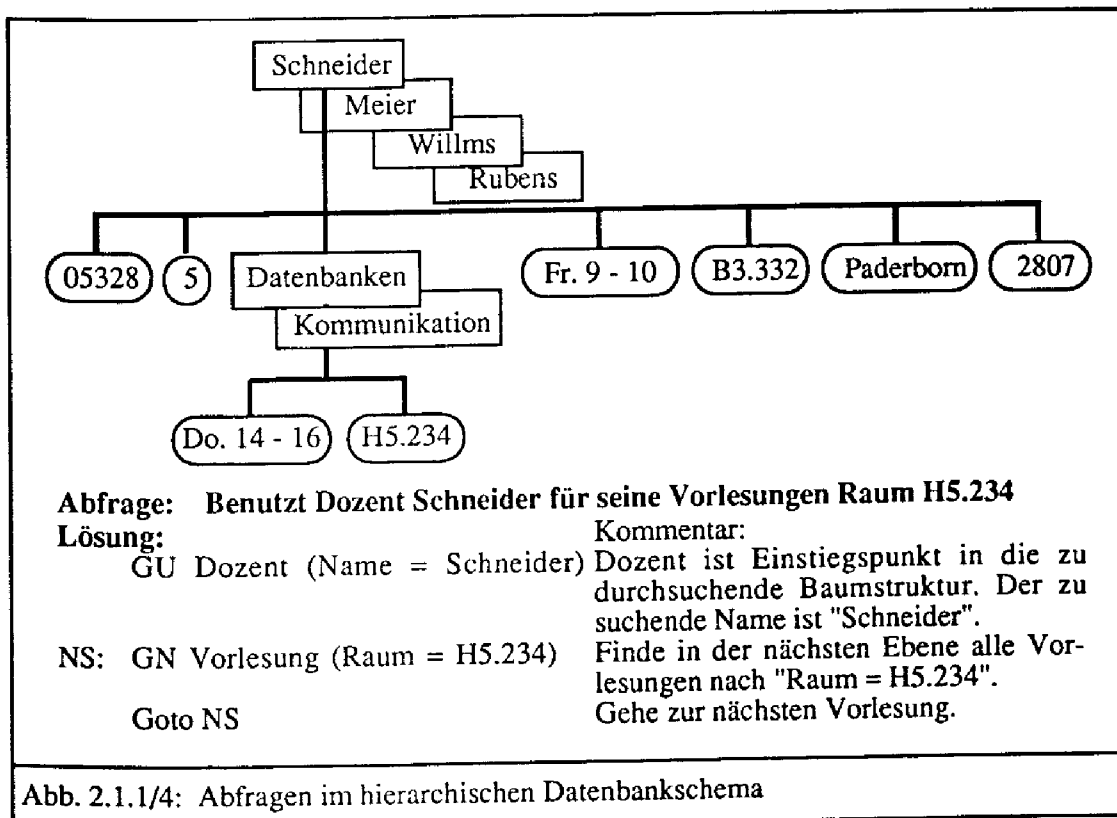 Schneider
Meier
Willms
Rubens
05328
5
Datenbanken
Fr. 9 - 10
B3.332
Paderborn
2807
Kommunikation
Do. 14 - 16
H5.234
Abfrage: Benutzt Dozent Schneider für seine Vorlesungen Raum H5.234
Lösung: Kommentar:
GU Dozent (Name = Schneider) Dozent ist Einstiegspunkt in die zu
durchsuchende Baumstruktur. Der zu
suchende Name ist "Schneider".
NS: GN Vorlesung (Raum = H5.234) Finde in der nächsten Ebene alle Vor-
lesungen nach "Raum = H5.234".
Goto NS Gehe zur nächsten Vorlesung.
Abb. 2.1.1/4: Abfragen im hierarchischen Datenbankschema